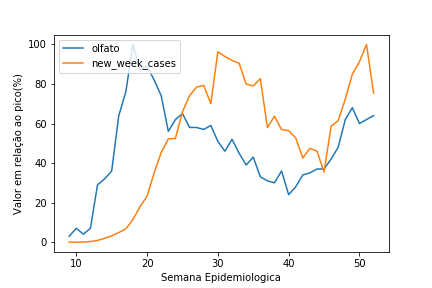 olfato
new_week_cases
100
80
60
40
20
0
Valor em relação ao pico(%)
10
20
30
40
50
Semana Epidemiologica